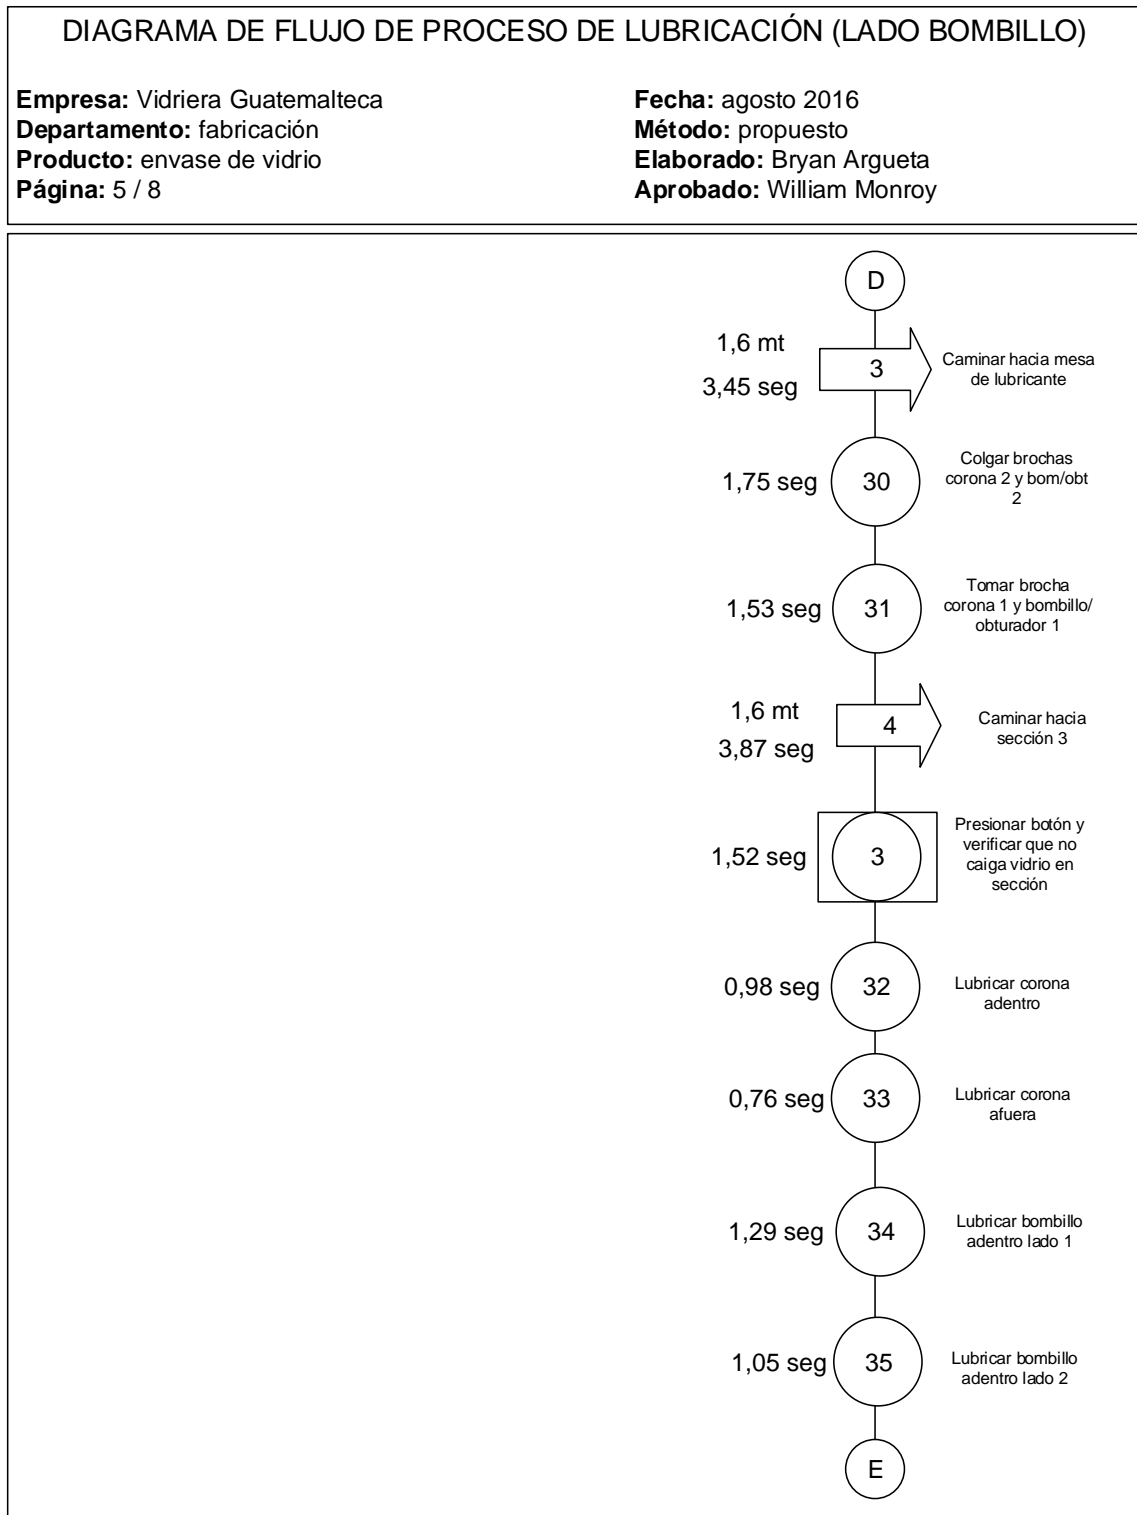 DIAGRAMA DE FLUJO DE PROCESO DE LUBRICACIÓN (LADO BOMBILLO)
Empresa: Vidriera Guatemalteca
Departamento: fabricación
Producto: envase de vidrio
Página: 5 / 8
Fecha: agosto 2016
Método: propuesto
Elaborado: Bryan Argueta
Aprobado: William Monroy
D
1,6 mt
3,45 seg
3
Caminar hacia mesa
de lubricante
1,75 seg
30
Colgar brochas
corona 2 y bom/obt
2
1,53 seg
31
Tomar brocha
corona 1 y bombillo/
obturador 1
1,6 mt
3,87 seg
4
Caminar hacia
sección 3
1,52 seg
3
Presionar botón y
verificar que no
caiga vidrio en
sección
0,98 seg
32
Lubricar corona
adentro
0,76 seg
33
Lubricar corona
afuera
1,29 seg
34
Lubricar bombillo
adentro lado 1
1,05 seg
35
Lubricar bombillo
adentro lado 2
E